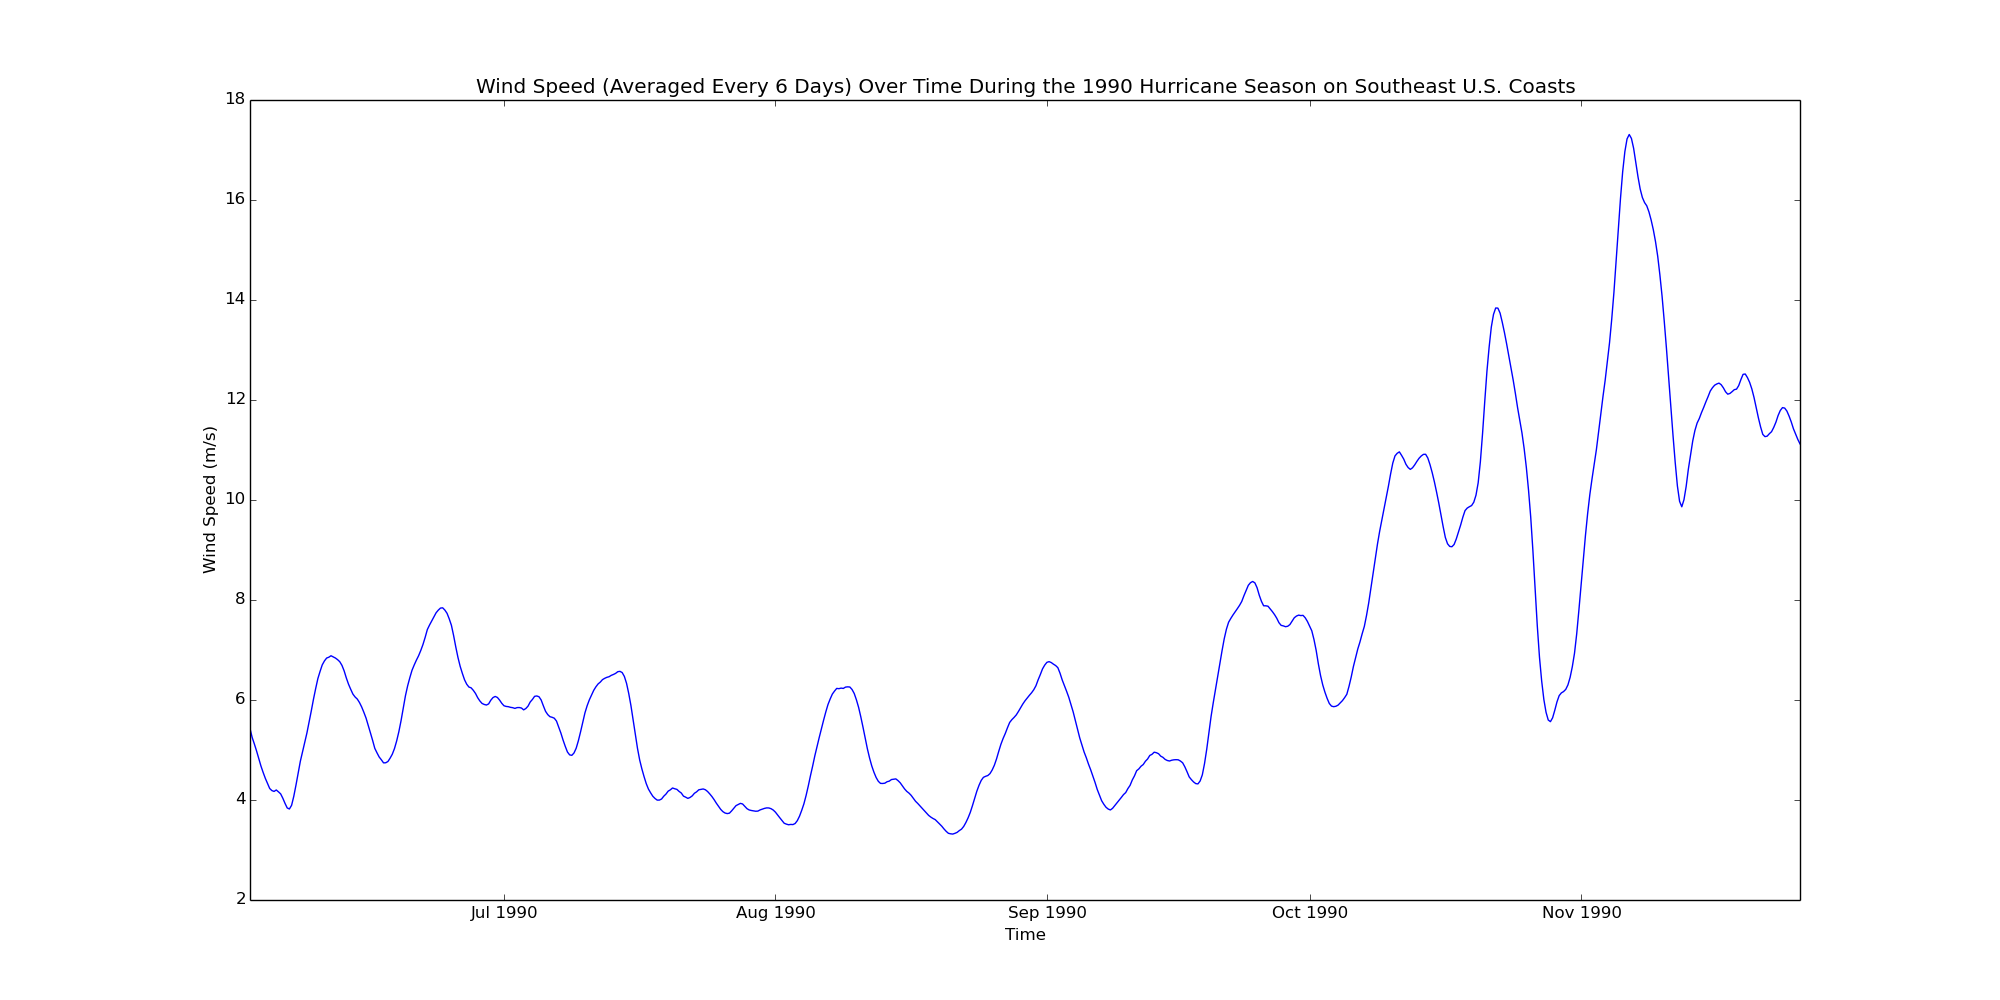 Wind Speed (Averaged Every 6 Days) Over Time During the 1990 Hurricane Season on Southeast U.S. Coasts
18
16
14
12
10
8
6
4
2
Wind Speed (m/s)
Jul 1990
Aug 1990
Sep 1990
Oct 1990
Nov 1990
Time